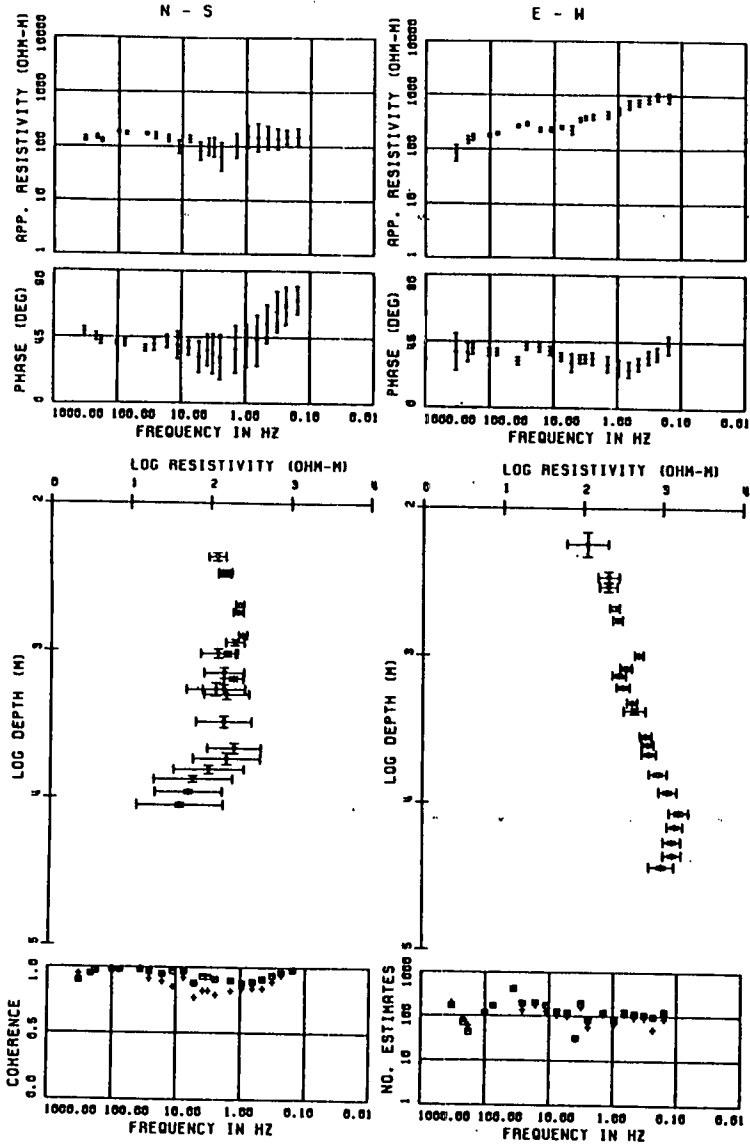 N - S
E - W
APP. RESISTIVITY (OHM-M)
10000
1000
100
10
1
APP. RESISTIVITY (OHM-M)
10000
1000
100
10
1
PHASE (DEG)
90
45
0
1000.00 100.00 10.00 1.00 0.10 0.01
FREQUENCY IN HZ
PHASE (DEG)
90
45
0
1000.00 100.00 10.00 1.00 0.10 0.01
FREQUENCY IN HZ
LOG RESISTIVITY (OHM-M)
0 1 2 3 4
LOG DEPTH (M)
2
3
4
5
LOG RESISTIVITY (OHM-M)
0 1 2 3 4
LOG DEPTH (M)
2
3
4
5
COHERENCE
1.0
0.5
0.0
1000.00 100.00 10.00 1.00 0.10 0.01
FREQUENCY IN HZ
NO. ESTIMATES
1000
100
10
1
1000.00 100.00 10.00 1.00 0.10 0.01
FREQUENCY IN HZ